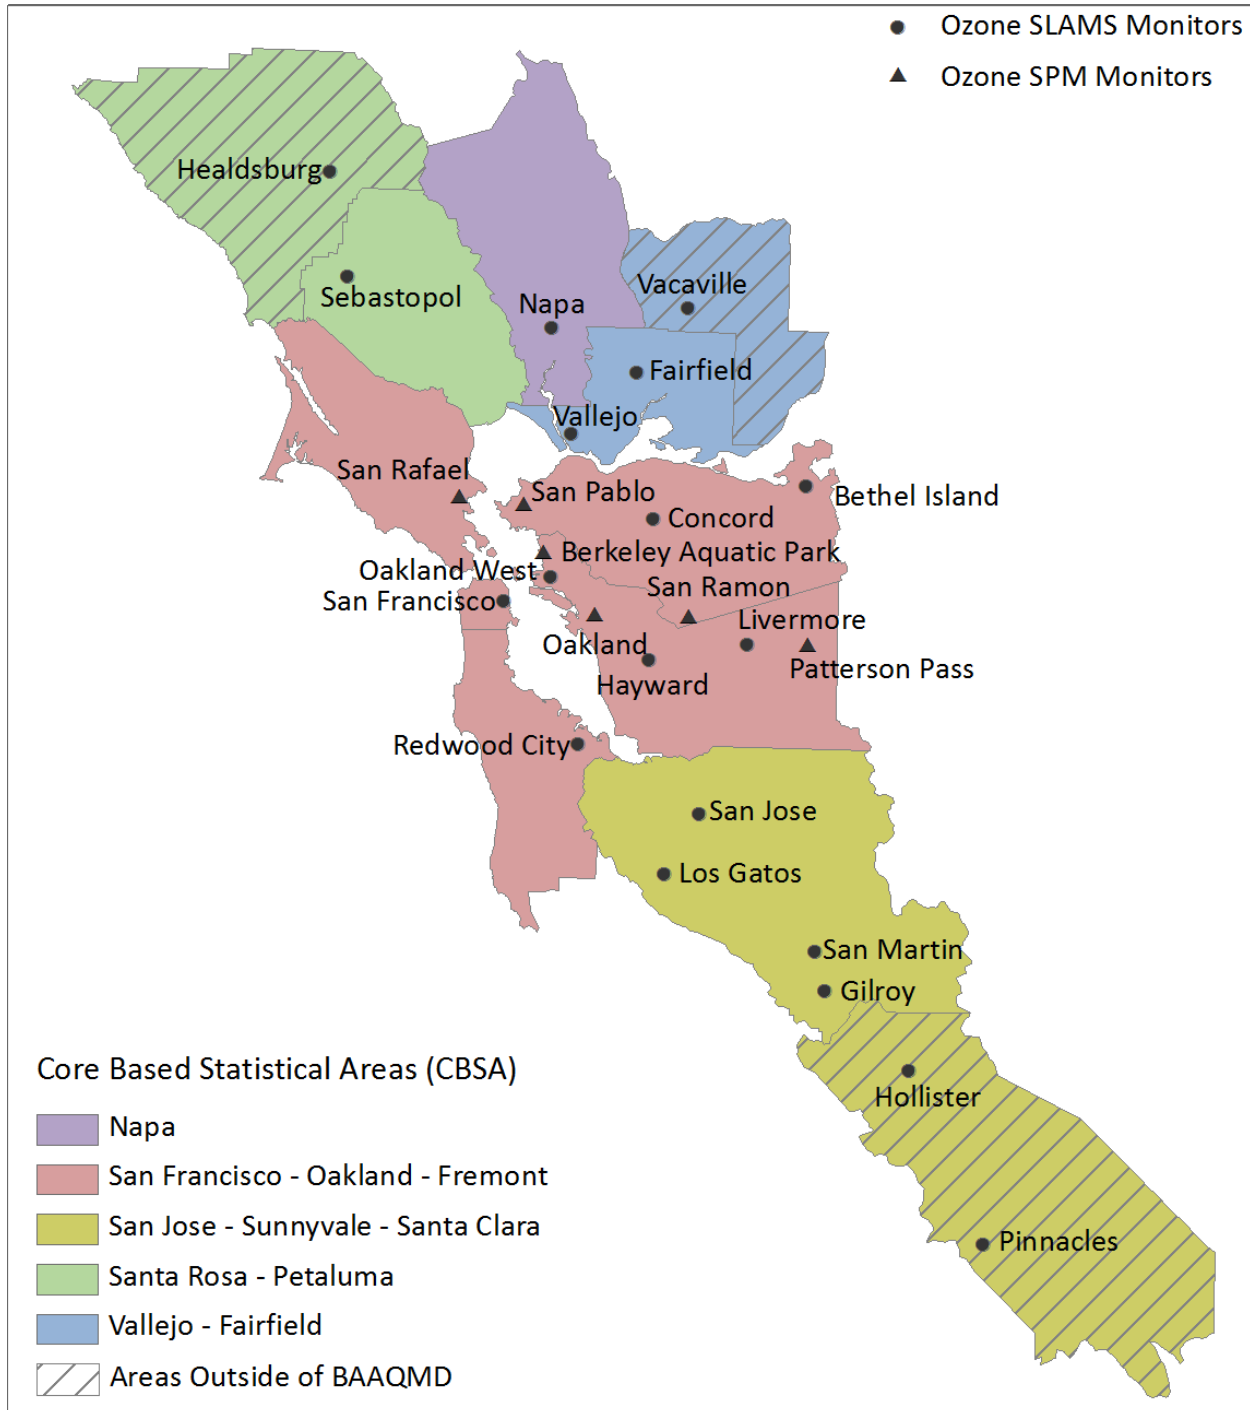 Ozone SLAMS Monitors
Ozone SPM Monitors
Healdsburg
Sebastopol
Napa
Vacaville
Fairfield
Vallejo
San Rafael
San Pablo
Bethel Island
Concord
Berkeley Aquatic Park
Oakland West
San Ramon
San Francisco
Livermore
Oakland
Patterson Pass
Hayward
Redwood City
San Jose
Los Gatos
San Martin
Gilroy
Hollister
Pinnacles
Core Based Statistical Areas (CBSA)
Napa
San Francisco - Oakland - Fremont
San Jose - Sunnyvale - Santa Clara
Santa Rosa - Petaluma
Vallejo - Fairfield
Areas Outside of BAAQMD